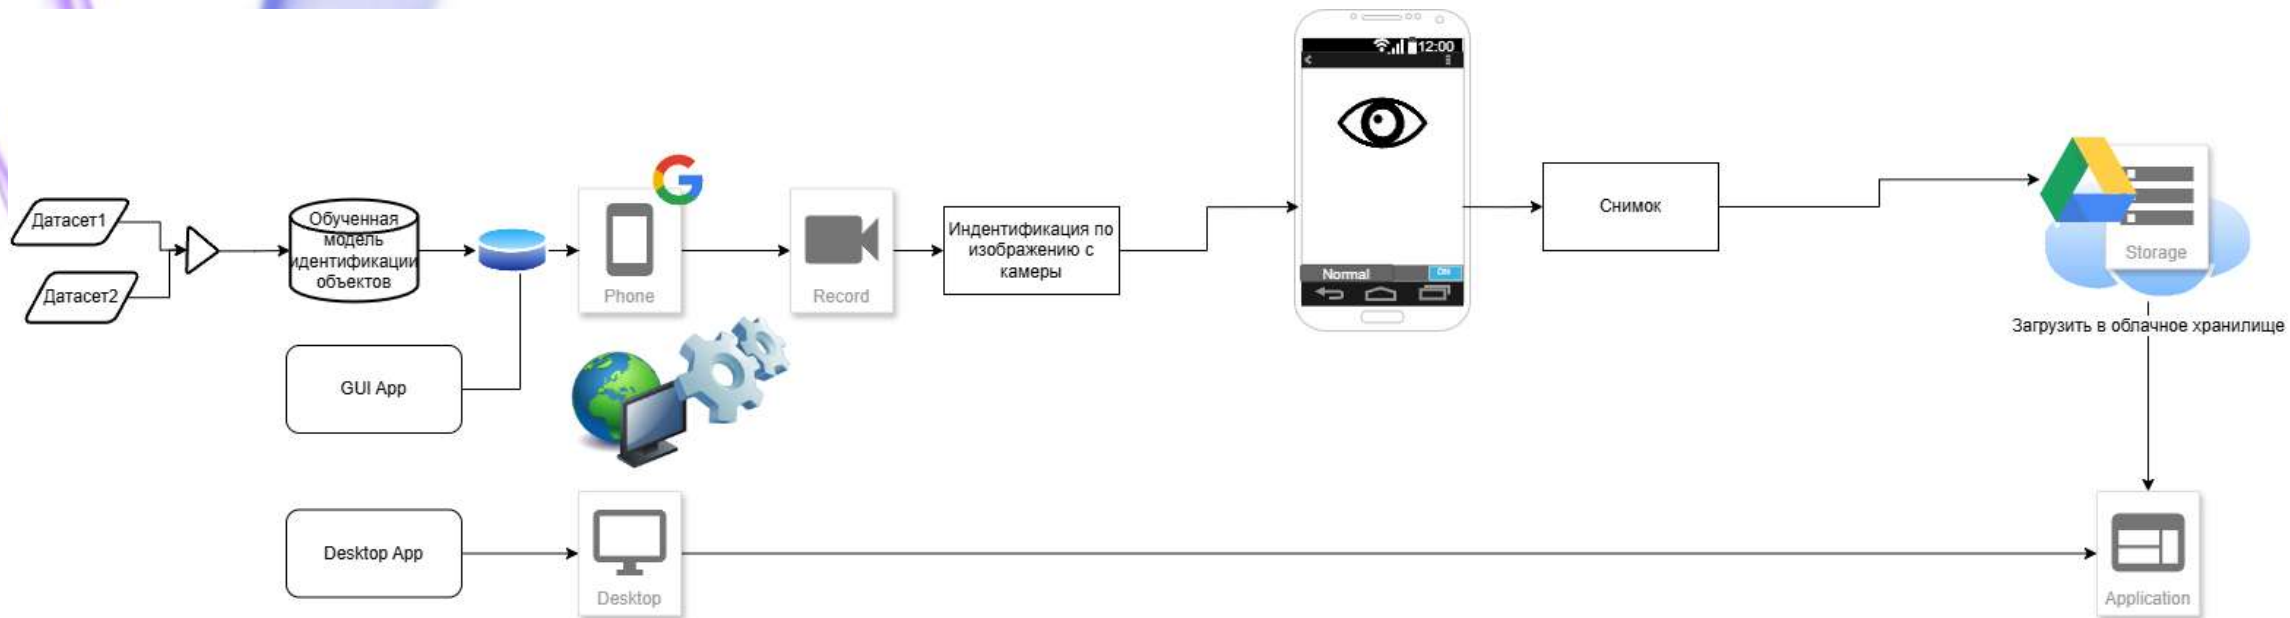 12:00
Датасет1
Датасет2
Обученная
модель
идентификации
объектов
GUI App
Phone
Record
Индентификация по
изображению с
камеры
Normal
ON
Снимок
Storage
Загрузить в облачное хранилище
Desktop App
Desktop
Application